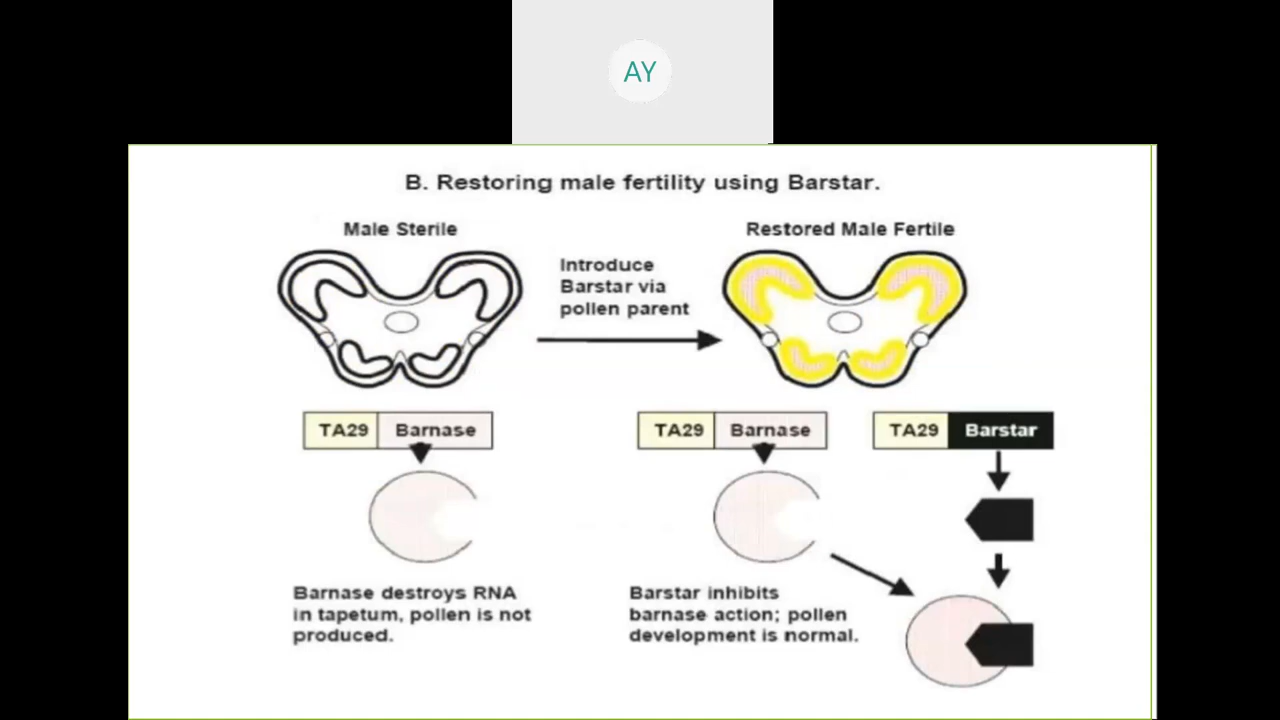 AY
B. Restoring male fertility using Barstar.
Male Sterile
Restored Male Fertile
Introduce
Barstar via
pollen parent
TA29 Barnase
TA29 Barnase
TA29 Barstar
Barnase destroys RNA
in tapetum, pollen is not
produced.
Barstar inhibits
barnase action; pollen
development is normal.